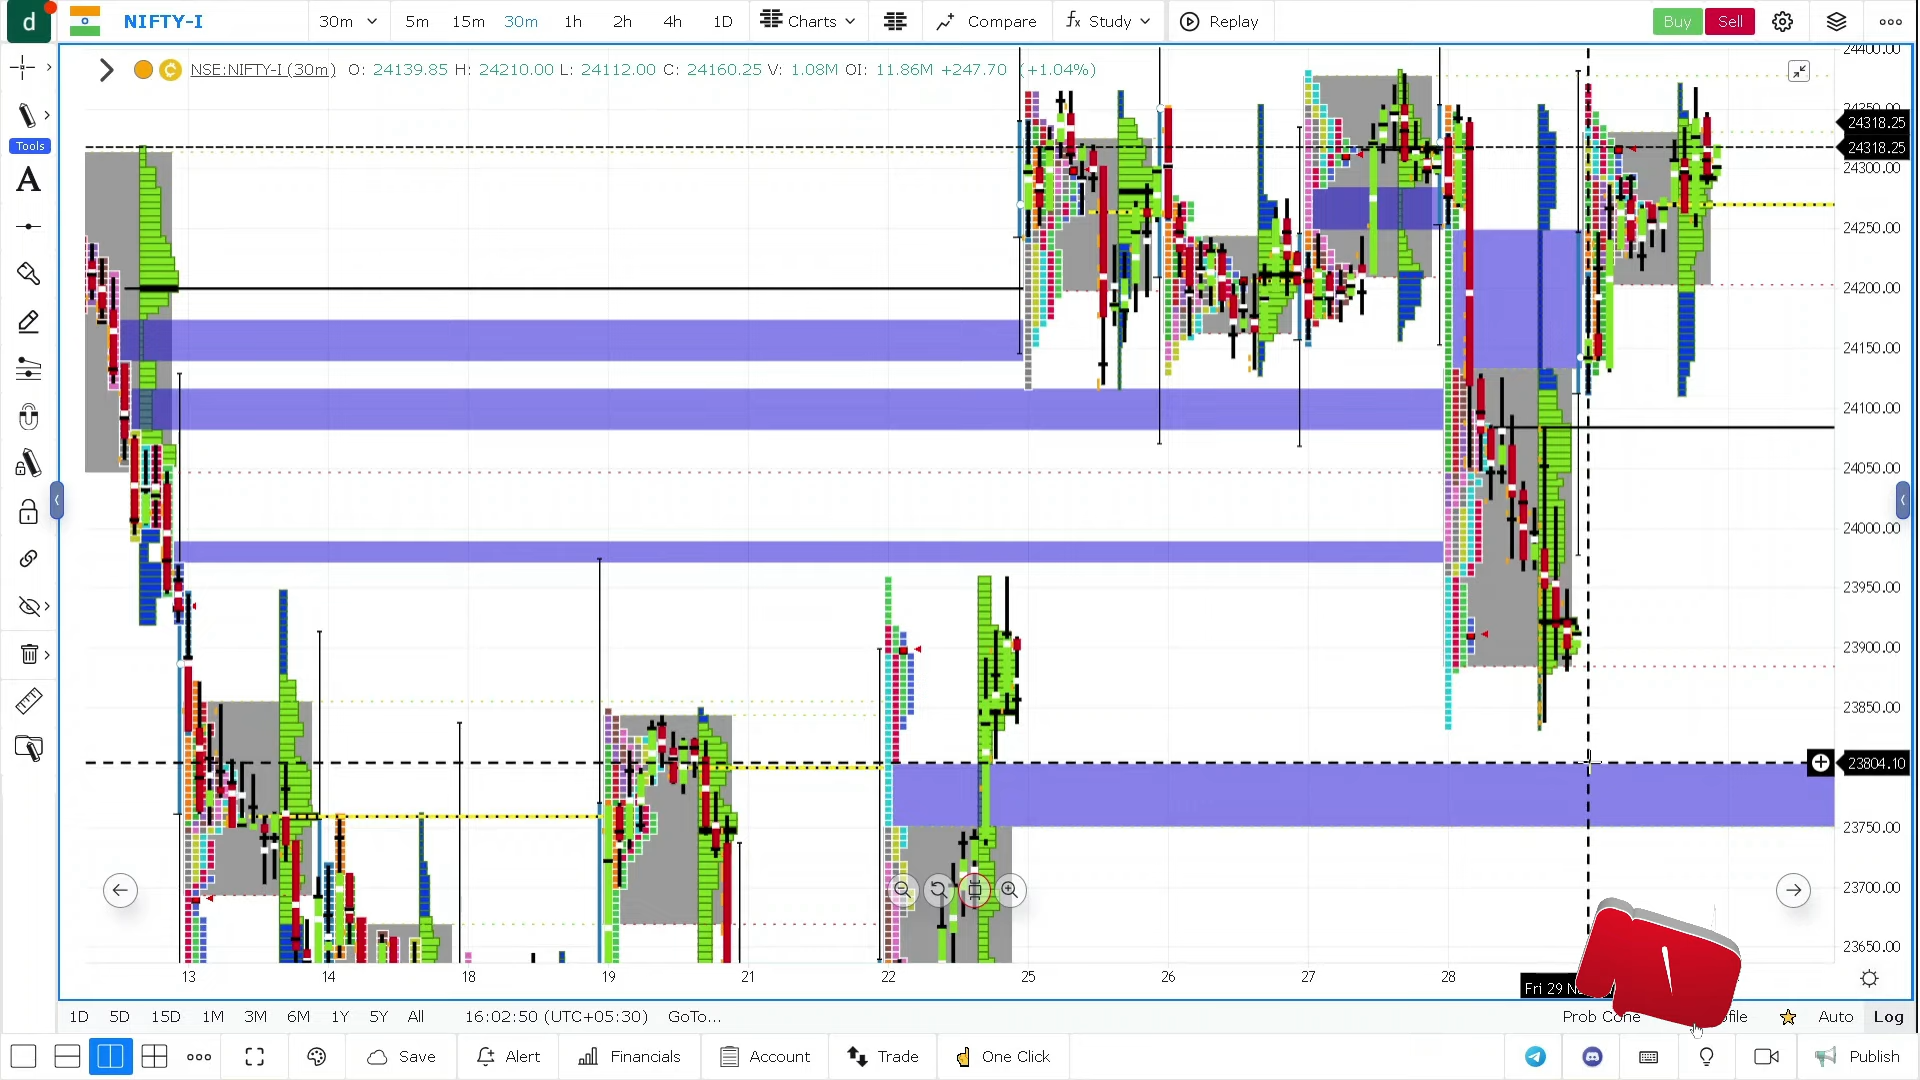 d NIFTY-I 30m 5m 15m 30m 1h 2h 4h 1D Charts Compare fx Study Replay Buy Sell
NSE:NIFTY-I (30m) O: 24139.85 H: 24210.00 L: 24112.00 C: 24160.25 V: 1.08M OI: 11.86M +247.70 (+1.04%)
Tools
A
24400.00
24318.25
24318.25
24300.00
24250.00
24200.00
24150.00
24100.00
24050.00
24000.00
23950.00
23900.00
23850.00
23804.10
23750.00
23700.00
23650.00
13 14 18 19 21 22 25 26 27 28
Fri 29
1D 5D 15D 1M 3M 6M 1Y 5Y All 16:02:50 (UTC+05:30) GoTo... Prob Cone Auto Log
Save Alert Financials Account Trade One Click Publish